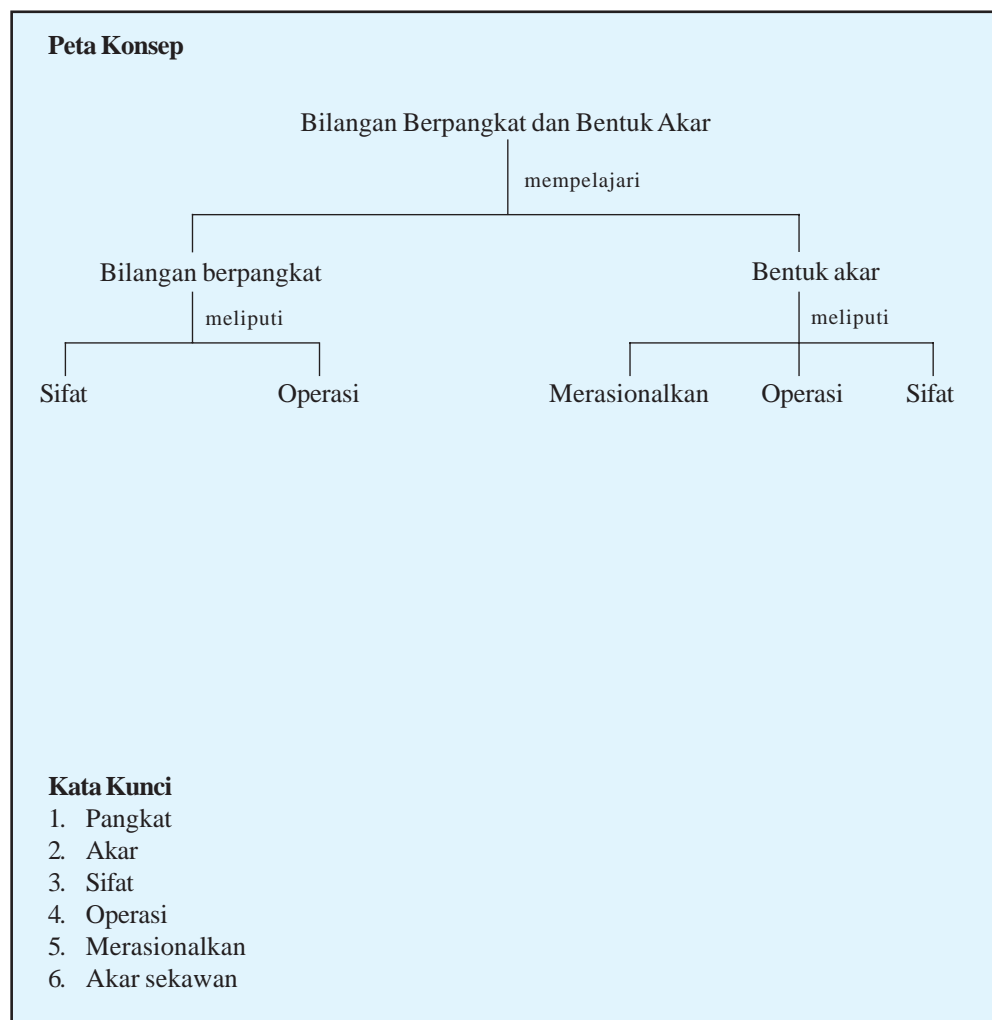 Peta Konsep
Bilangan Berpangkat dan Bentuk Akar
mempelajari
Bilangan berpangkat
Bentuk akar
meliputi
meliputi
Sifat
Operasi
Merasionalkan
Operasi
Sifat
Kata Kunci
1. Pangkat
2. Akar
3. Sifat
4. Operasi
5. Merasionalkan
6. Akar sekawan